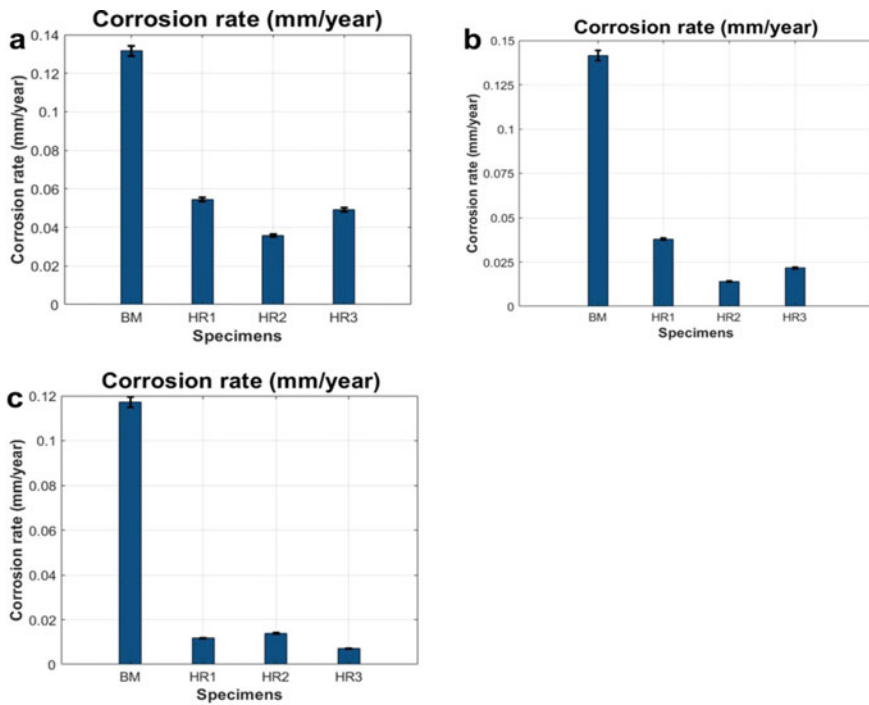 a
Corrosion rate (mm/year)
Corrosion rate (mm/year)
0.14
0.12
0.1
0.08
0.06
0.04
0.02
0
BM HR1 HR2 HR3
Specimens
b
Corrosion rate (mm/year)
Corrosion rate (mm/year)
0.15
0.125
0.1
0.075
0.05
0.025
0
BM HR1 HR2 HR3
Specimens
c
Corrosion rate (mm/year)
Corrosion rate (mm/year)
0.12
0.1
0.08
0.06
0.04
0.02
0
BM HR1 HR2 HR3
Specimens